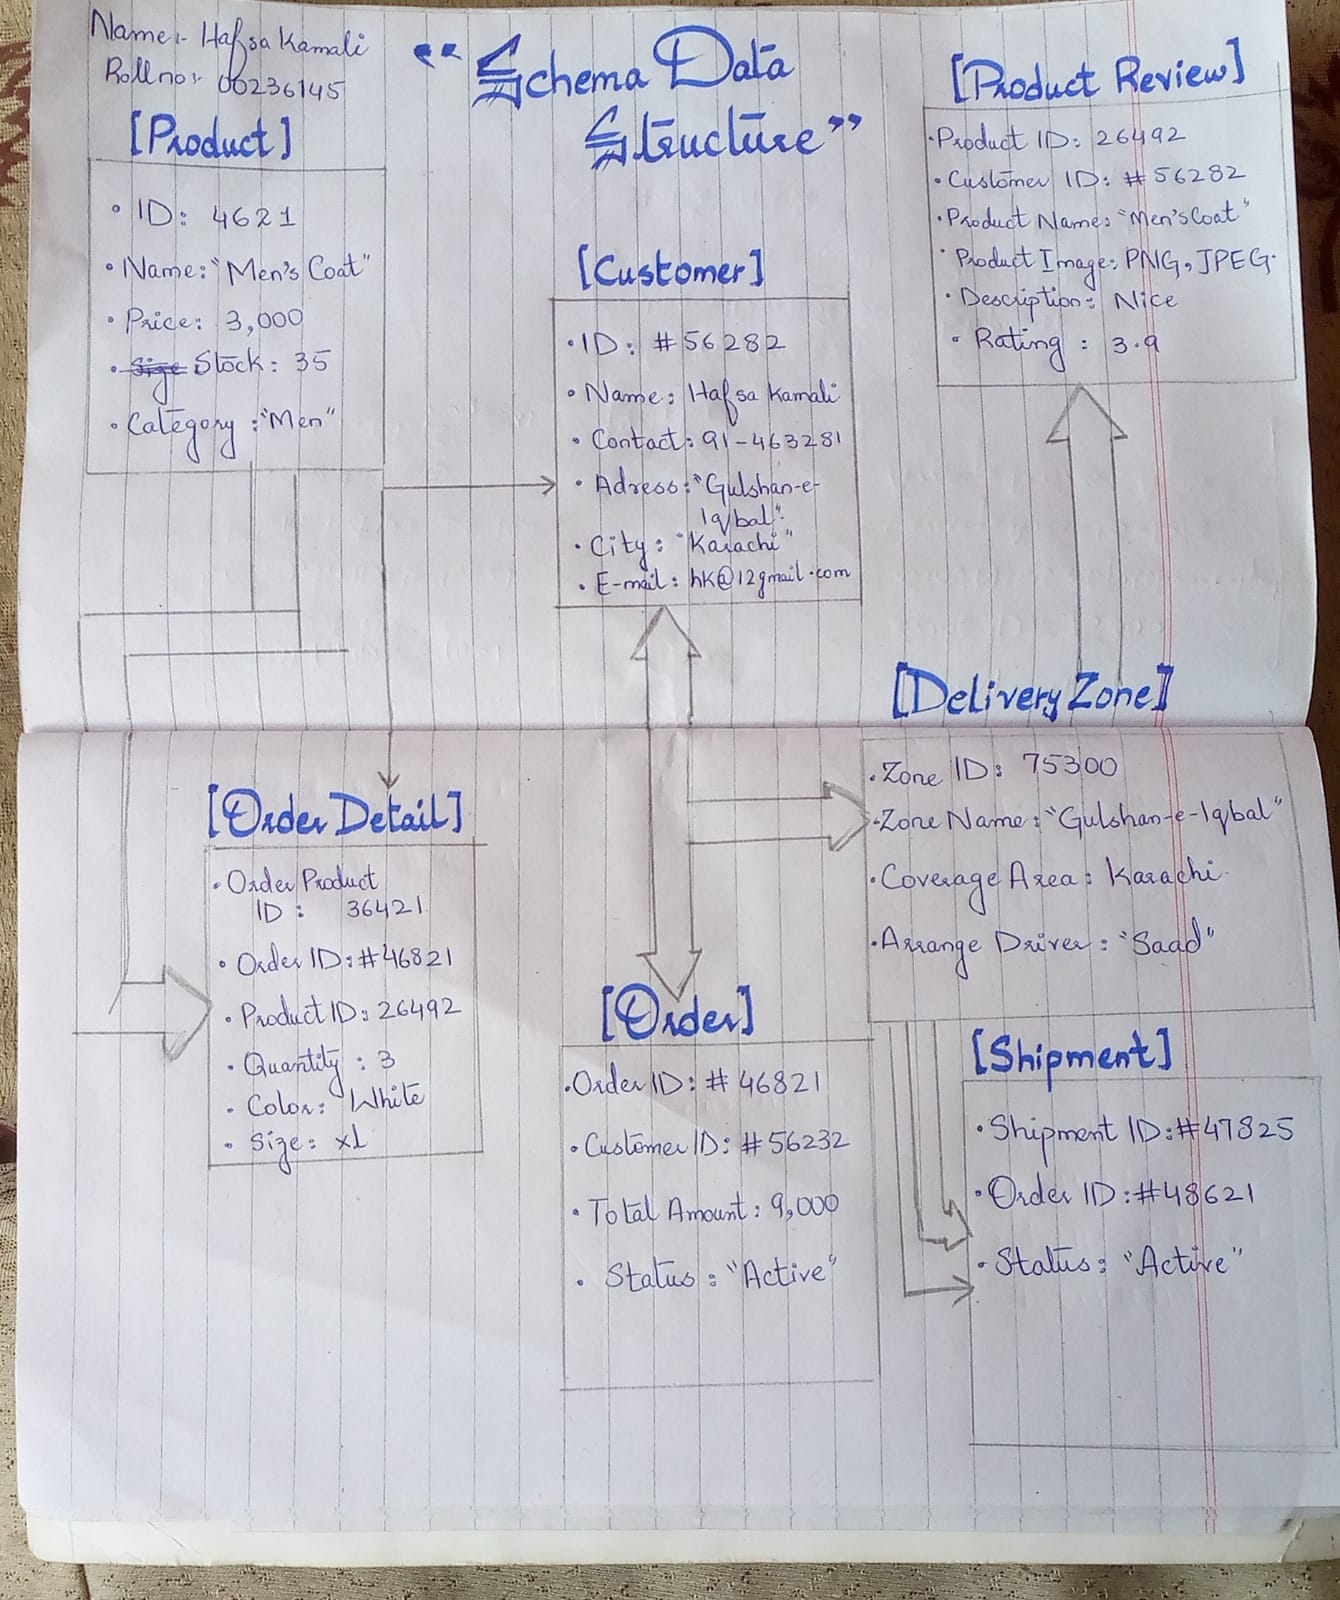 Name:- Hafsa Kamali
Roll no:- 00236145
“Schema Data
Structure”
[Product]
• ID: 4621
• Name: "Men's Coat"
• Price: 3,000
• Size Stock: 35
• Category: "Men"
[Customer]
• ID: #56282
• Name: Hafsa Kamali
• Contact: 91-463281
• Adress: "Gulshan-e-
Iqbal"
• City: "Karachi"
• E-mail: hk@12gmail.com
[Product Review]
• Product ID: 26492
• Customer ID: #56282
• Product Name: "Men's Coat"
• Product Image: PNG, JPEG.
• Description: Nice
• Rating: 3.9
[Order Detail]
• Order Product
ID: 36421
• Order ID: #46821
• Product ID: 26492
• Quantity: 3
• Color: White
• Size: xL
[Order]
• Order ID: #46821
• Customer ID: #56232
• Total Amount: 9,000
• Status: "Active"
[Delivery Zone]
• Zone ID: 75300
• Zone Name: "Gulshan-e-Iqbal"
• Coverage Area: Karachi.
• Arrange Driver: "Saad"
[Shipment]
• Shipment ID: #47825
• Order ID: #48621
• Status: "Active"